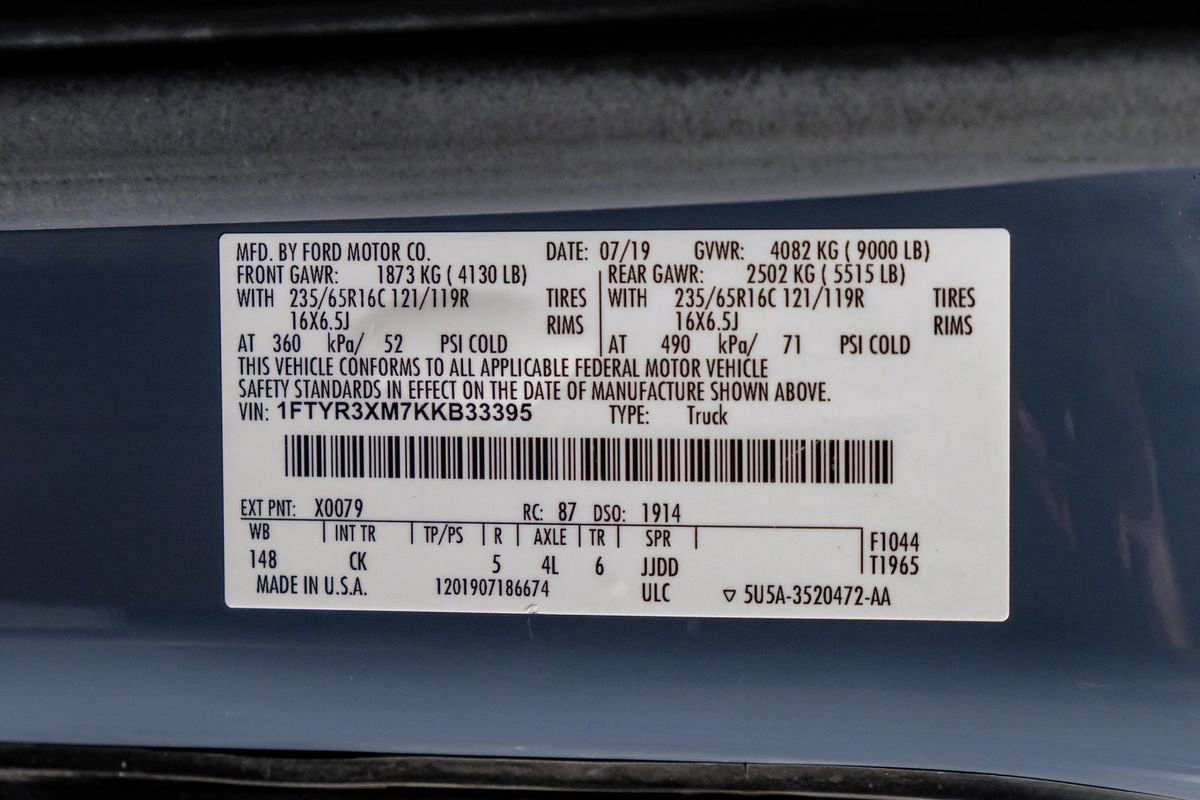 MFD. BY FORD MOTOR CO. DATE: 07/19 GVWR: 4082 KG ( 9000 LB)
FRONT GAWR: 1873 KG ( 4130 LB) REAR GAWR: 2502 KG ( 5515 LB)
WITH 235/65R16C 121/119R TIRES WITH 235/65R16C 121/119R TIRES
16X6.5J RIMS 16X6.5J RIMS
AT 360 kPa/ 52 PSI COLD AT 490 kPa/ 71 PSI COLD
THIS VEHICLE CONFORMS TO ALL APPLICABLE FEDERAL MOTOR VEHICLE
SAFETY STANDARDS IN EFFECT ON THE DATE OF MANUFACTURE SHOWN ABOVE.
VIN: 1FTYR3XM7KKB33395 TYPE: Truck
EXT PNT: X0079 RC: 87 DSO: 1914
WB INT TR TP/PS R AXLE TR SPR F1044
148 CK 5 4L 6 JJDD T1965
MADE IN U.S.A. 1201907186674 ULC ▽ 5U5A-3520472-AA